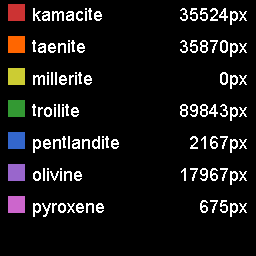 kamacite 35524px
taenite 35870px
millerite 0px
troilite 89843px
pentlandite 2167px
olivine 17967px
pyroxene 675px